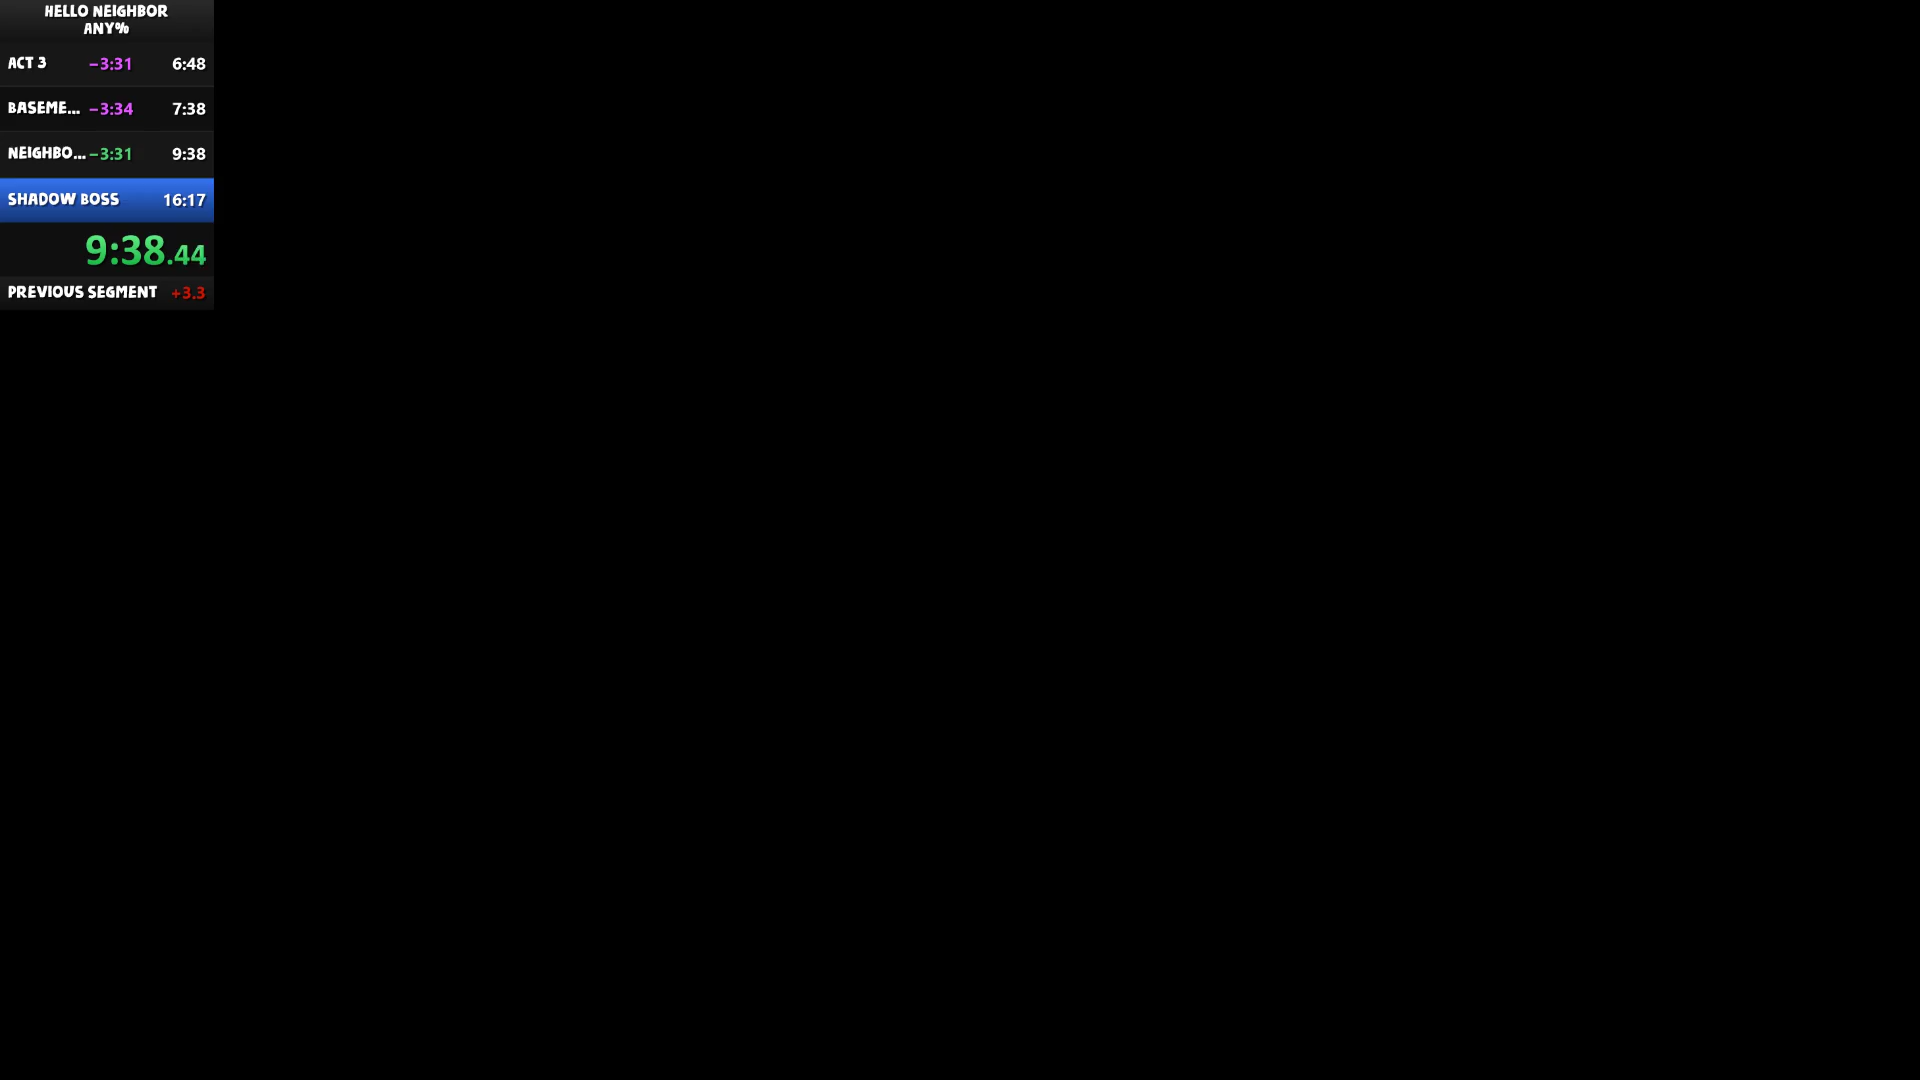 HELLO NEIGHBOR
ANY%
ACT 3 −3:31 6:48
BASEME... −3:34 7:38
NEIGHBO... −3:31 9:38
SHADOW BOSS 16:17
9:38.44
PREVIOUS SEGMENT +3.3